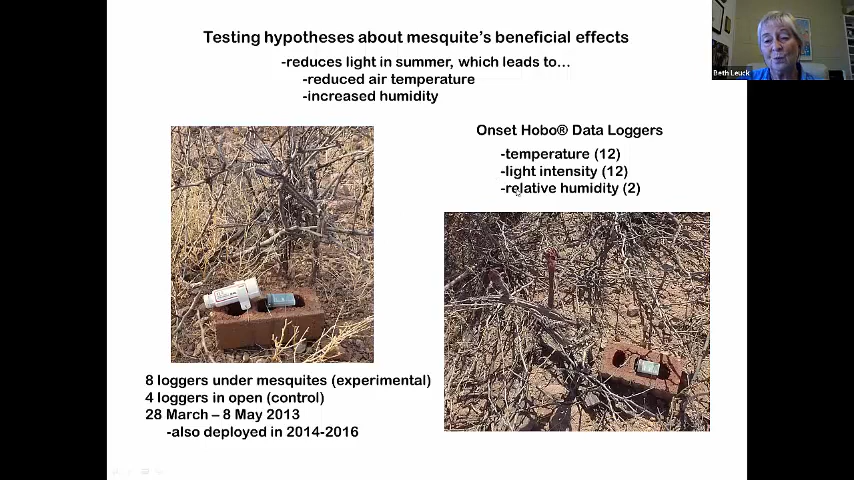 Testing hypotheses about mesquite's beneficial effects
-reduces light in summer, which leads to...
-reduced air temperature
-increased humidity
Beth Leuck
Onset Hobo® Data Loggers
-temperature (12)
-light intensity (12)
-relative humidity (2)
8 loggers under mesquites (experimental)
4 loggers in open (control)
28 March – 8 May 2013
-also deployed in 2014-2016